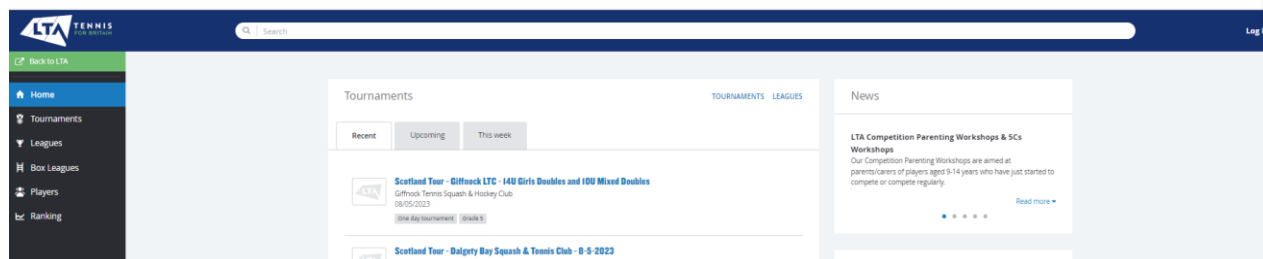 LTA TENNIS
FOR BRITAIN
Search
Log
Back to LTA
Home
Tournaments
Leagues
Box Leagues
Players
Ranking
Tournaments
TOURNAMENTS LEAGUES
Recent Upcoming This week
LTA
Scotland Tour - Giffnock LTC - 14U Girls Doubles and 10U Mixed Doubles
Giffnock Tennis Squash & Hockey Club
08/05/2023
One day tournament Grade 5
Scotland Tour - Dalgety Bay Squash & Tennis Club - 8-5-2023
News
LTA Competition Parenting Workshops & 5Cs
Workshops
Our Competition Parenting Workshops are aimed at
parents/carers of players aged 9-14 years who have just started to
compete or compete regularly.
Read more